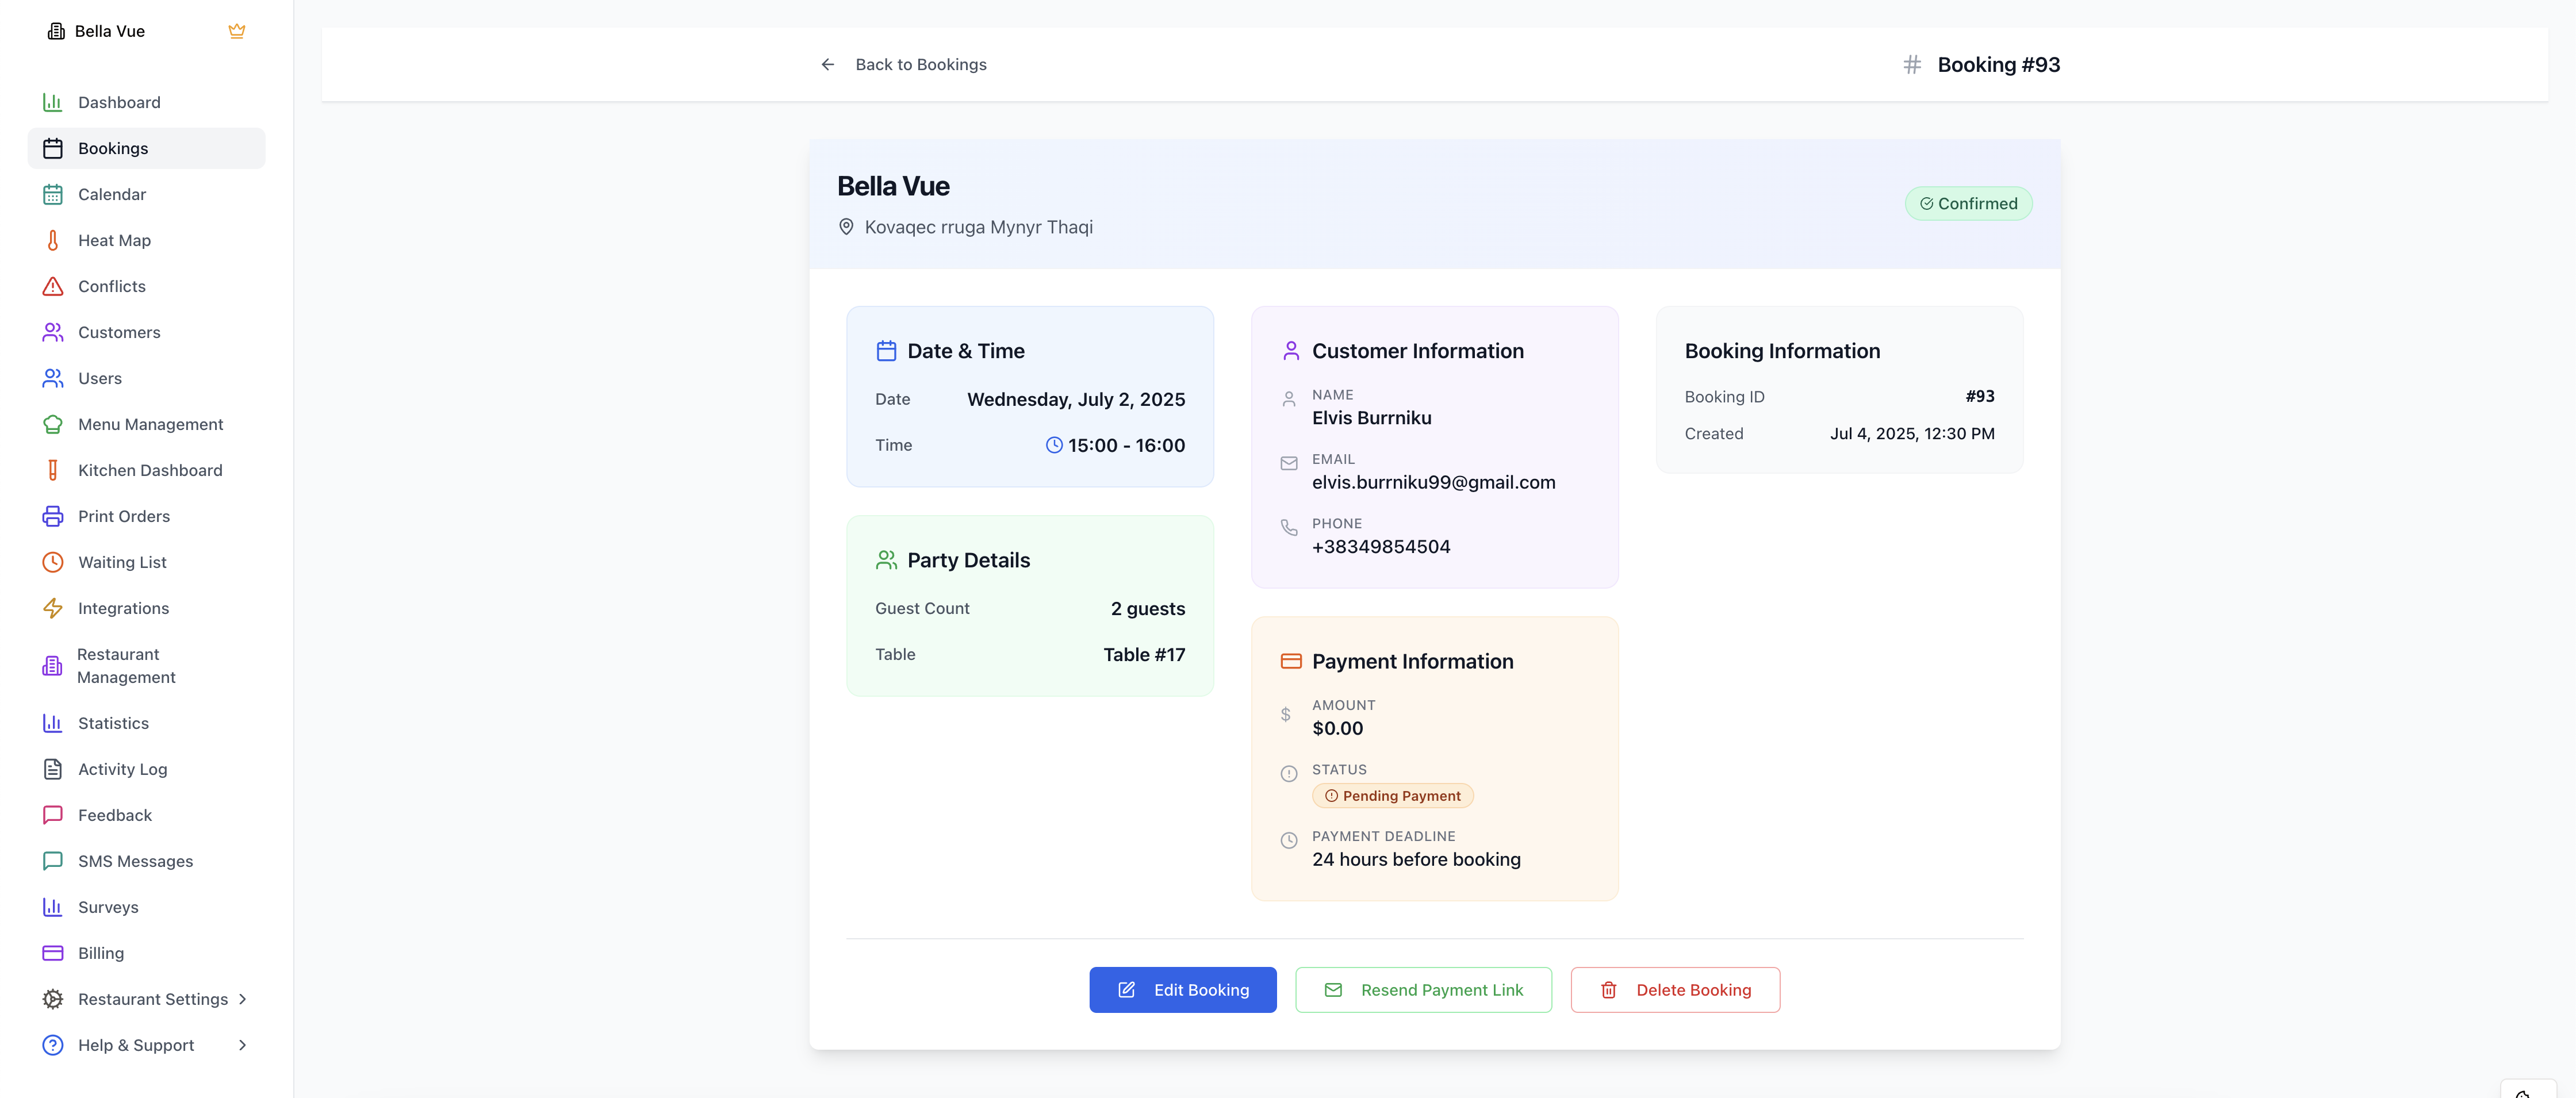 Bella Vue
Dashboard
Bookings
Calendar
Heat Map
Conflicts
Customers
Users
Menu Management
Kitchen Dashboard
Print Orders
Waiting List
Integrations
Restaurant
Management
Statistics
Activity Log
Feedback
SMS Messages
Surveys
Billing
Restaurant Settings
Help & Support
Back to Bookings
# Booking #93
Bella Vue
Kovaqec rruga Mynyr Thaqi
Confirmed
Date & Time
Date Wednesday, July 2, 2025
Time 15:00 - 16:00
Party Details
Guest Count 2 guests
Table Table #17
Customer Information
NAME
Elvis Burrniku
EMAIL
elvis.burrniku99@gmail.com
PHONE
+38349854504
Payment Information
$ AMOUNT
$0.00
STATUS
Pending Payment
PAYMENT DEADLINE
24 hours before booking
Booking Information
Booking ID #93
Created Jul 4, 2025, 12:30 PM
Edit Booking
Resend Payment Link
Delete Booking